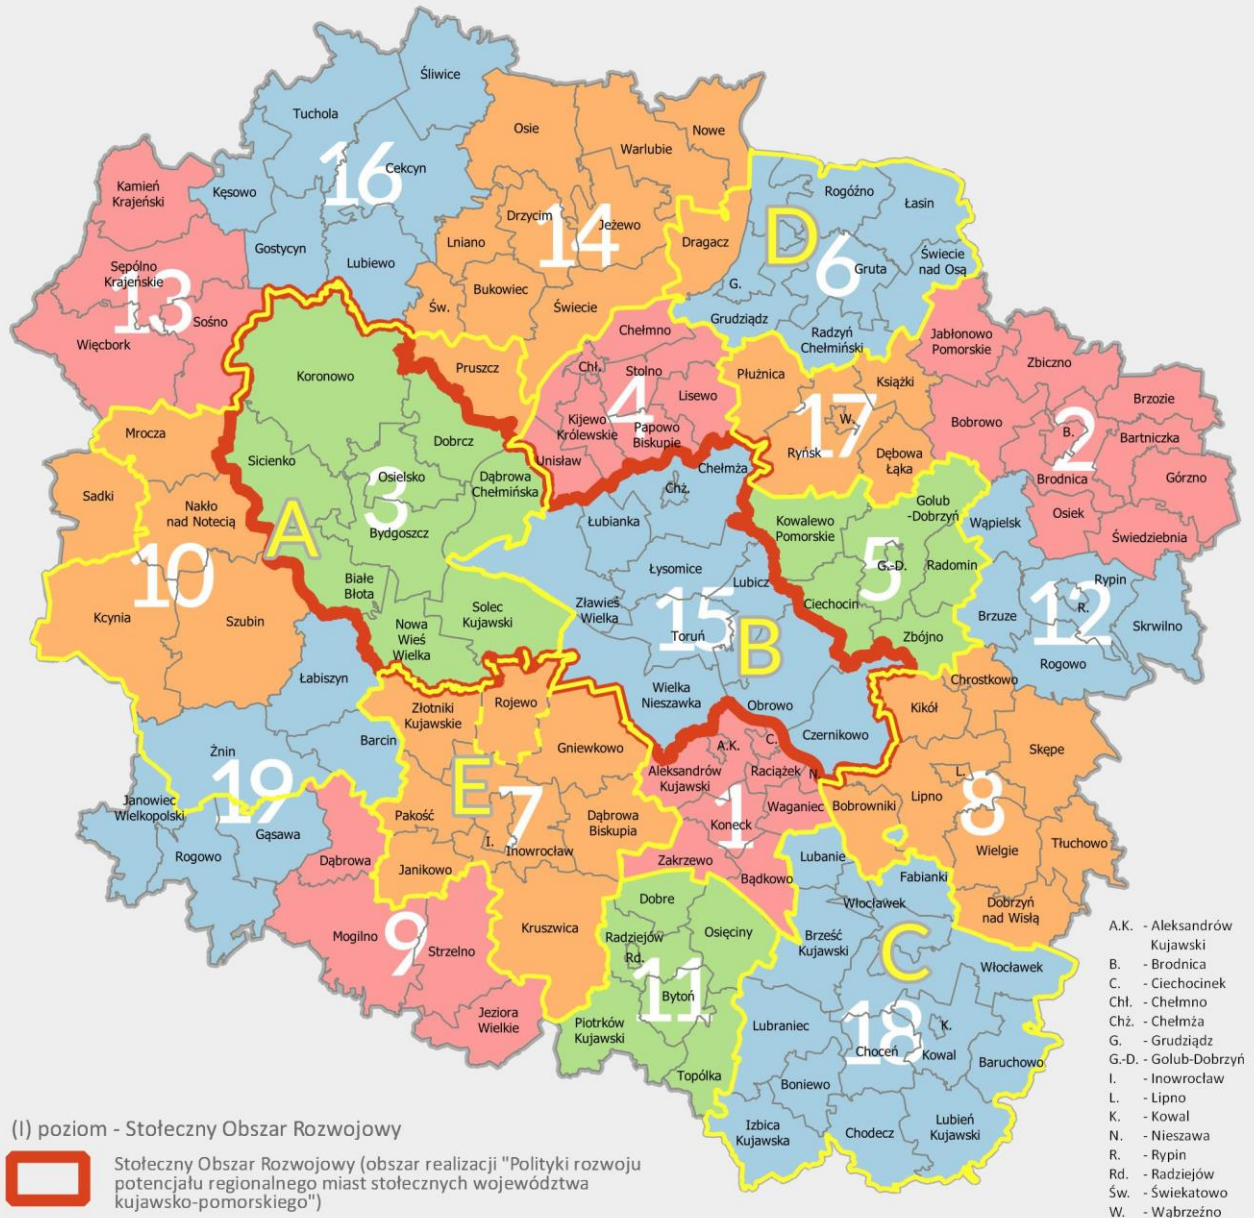 Śliwice
Tuchola
Osie
Nowe
Warlubie
16
Cekcyn
Kamień
Krajeński
Kęsowo
Rogóźno
Łasin
Drzycim
14
Jeżewo
Dragacz
D
6
Gostycyn
Lniano
Lubiewo
Sępólno
Krajeńskie
13
Gruta
Świecie
nad Osą
G.
Bukowiec
Św.
Świecie
Sośno
Więcbork
Grudziądz
Chełmno
Radzyń
Chełmiński
Jabłonowo
Pomorskie
Zbiczno
Koronowo
Pruszcz
Chł.
Stolno
4
Lisewo
Płużnica
Książki
17
W.
Brzozie
Bobrowo
2
B.
Bartniczka
Mrocza
Kijewo
Królewskie
Papowo
Biskupie
Dobrcz
Sicienko
Unisław
Ryńsk
Dębowa
Łąka
Chełmża
Osielsko
3
Dąbrowa
Chełmińska
Brodnica
Górzno
Sadki
Chż.
Nakło
nad Notecią
A
Bydgoszcz
Łubianka
Golub
-Dobrzyń
Kowalewo
Pomorskie
Wąpielsk
Osiek
Świedziebnia
10
5
G.-D.
Radomin
Łysomice
Lubicz
Białe
Błota
Rypin
R.
12
Kcynia
Szubin
Solec
Kujawski
Zławieś
Wielka
15
Toruń
B
Ciechocin
Brzuze
Skrwilno
Nowa
Wieś
Wielka
Zbójno
Rogowo
Łabiszyn
Wielka
Nieszawka
Obrowo
Chrostkowo
Kikół
Złotniki
Kujawskie
Rojewo
Gniewkowo
Czernikowo
Barcin
Żnin
19
A.K.
C.
Skępe
Aleksandrów
Kujawski
Raciążek
N.
E
7
L.
Lipno
8
Janowiec
Wielkopolski
Waganiec
Bobrowniki
Pakość
Dąbrowa
Biskupia
1
Koneck
Gąsawa
I.
Inowrocław
Tłuchowo
Wielgie
Rogowo
Dąbrowa
Zakrzewo
Lubanie
Janikowo
Bądkowo
Fabianki
Dobre
Włocławek
Dobrzyń
nad Wisłą
Kruszwica
Mogilno
9
Strzelno
Radziejów
Rd.
Osięciny
Brześć
Kujawski
C
Włocławek
11
Bytoń
Jeziora
Wielkie
Piotrków
Kujawski
Lubraniec
18
Choceń
K.
Kowal
Baruchowo
Topólka
Boniewo
Izbica
Kujawska
Chodecz
Lubień
Kujawski
A.K. - Aleksandrów
Kujawski
B. - Brodnica
C. - Ciechocinek
Chł. - Chełmno
Chż. - Chełmża
G. - Grudziądz
G.-D. - Golub-Dobrzyń
I. - Inowrocław
L. - Lipno
K. - Kowal
N. - Nieszawa
R. - Rypin
Rd. - Radziejów
Św. - Świekatowo
W. - Wąbrzeźno
(I) poziom - Stołeczny Obszar Rozwojowy
Stołeczny Obszar Rozwojowy (obszar realizacji "Polityki rozwoju
potencjału regionalnego miast stołecznych województwa
kujawsko-pomorskiego")